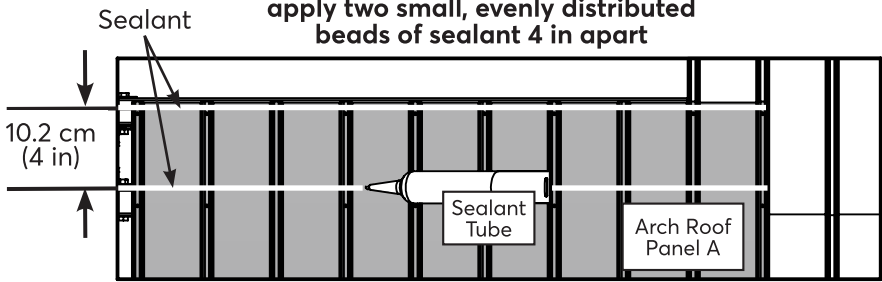 apply two small, evenly distributed
beads of sealant 4 in apart
Sealant
10.2 cm
(4 in)
Sealant
Tube
Arch Roof
Panel A